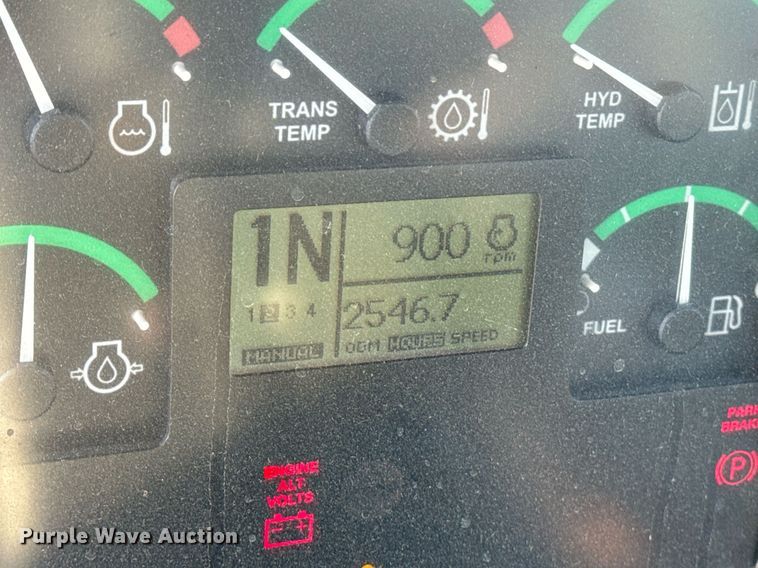 TRANS
TEMP
HYD
TEMP
1N
900
rpm
1 2 3 4
2546.7
MANUAL
ODM HOURS SPEED
FUEL
PARK
BRAKE
P
ENGINE
ALT
VOLTS
Purple Wave Auction